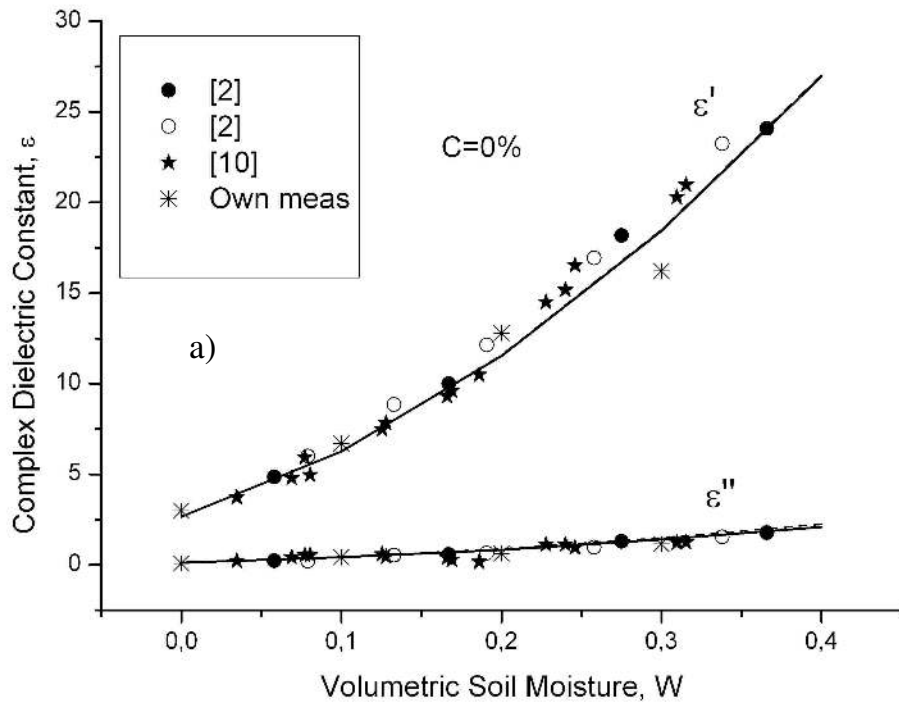 30
25
20
15
10
5
0
Complex Dielectric Constant, ε
[2]
[2]
[10]
Own meas
C=0%
ε'
a)
ε"
0,0 0,1 0,2 0,3 0,4
Volumetric Soil Moisture, W